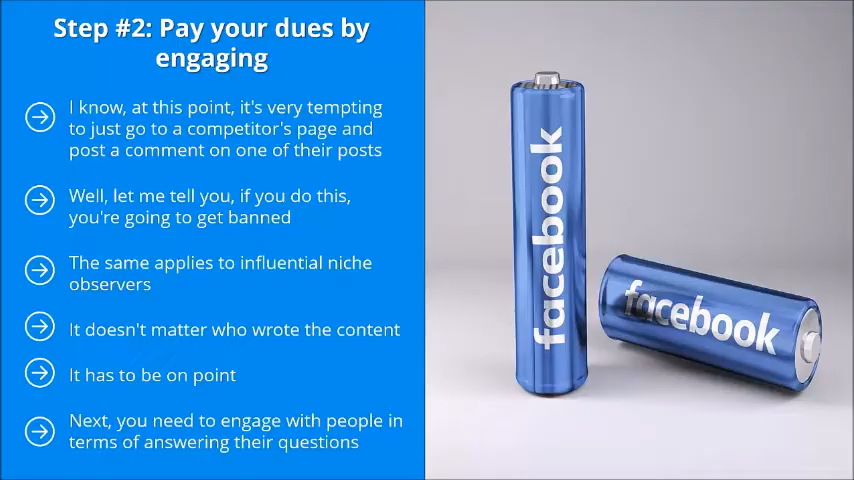 Step #2: Pay your dues by
engaging
I know, at this point, it's very tempting
to just go to a competitor's page and
post a comment on one of their posts
Well, let me tell you, if you do this,
you're going to get banned
The same applies to influential niche
observers
It doesn't matter who wrote the content
It has to be on point
Next, you need to engage with people in
terms of answering their questions
facebook
facebook